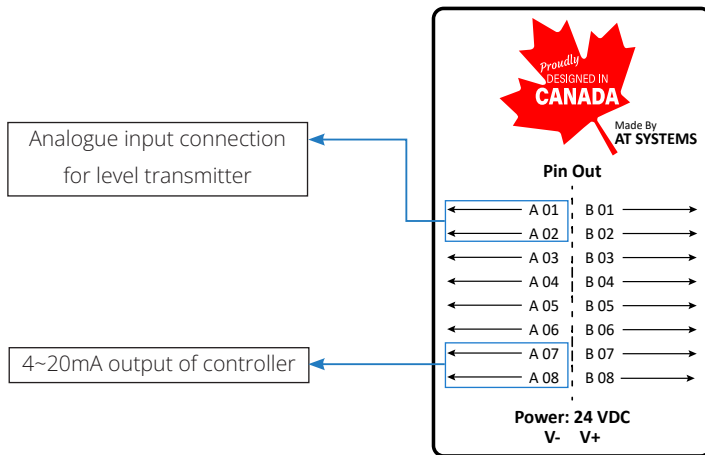 Proudly
DESIGNED IN
CANADA
Made By
AT SYSTEMS
Analogue input connection
for level transmitter
Pin Out
A 01 B 01
A 02 B 02
A 03 B 03
A 04 B 04
A 05 B 05
A 06 B 06
4~20mA output of controller
A 07 B 07
A 08 B 08
Power: 24 VDC
V- V+